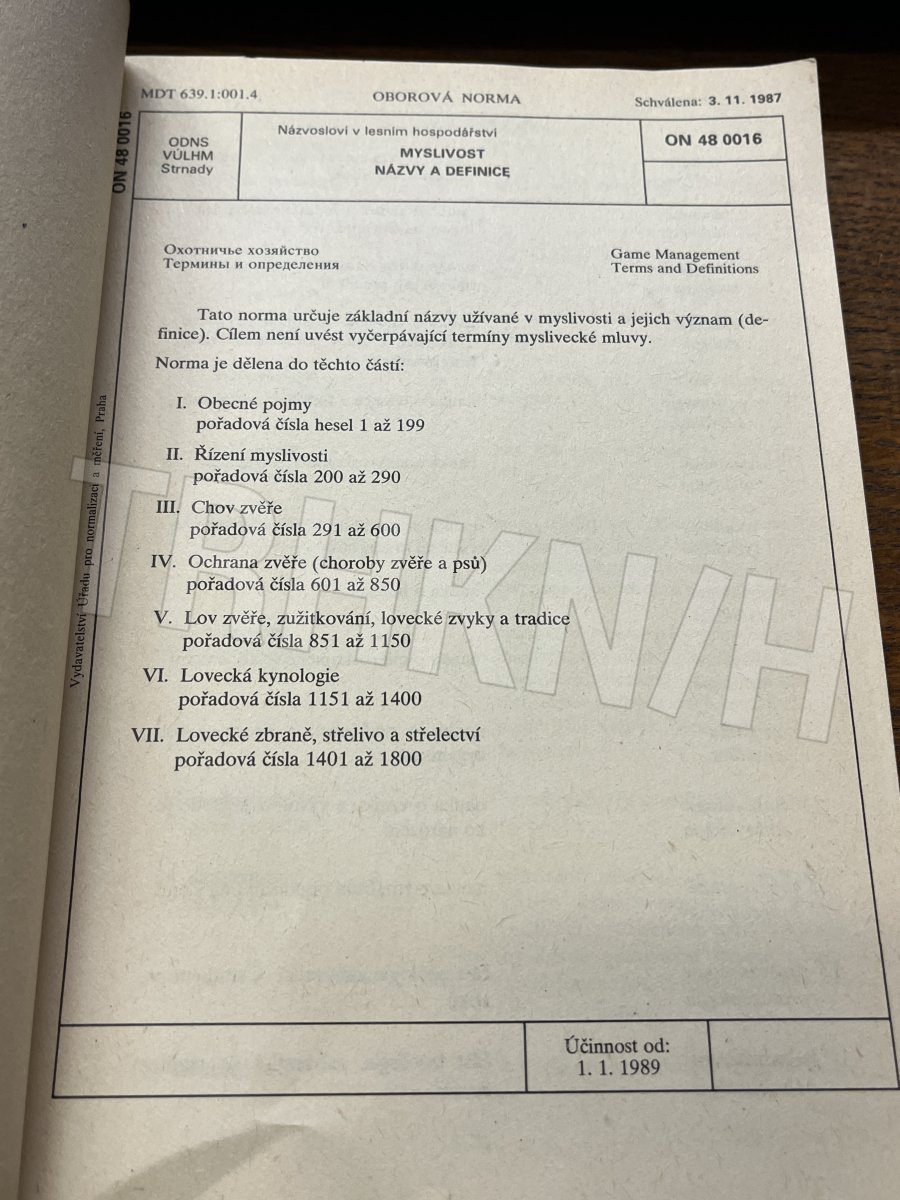 MDT 639.1:001.4
OBOROVÁ NORMA
Schválena: 3. 11. 1987
ON 48 0016
ODNS
VÚLHM
Strnady
Názvosloví v lesním hospodářství
MYSLIVOST
NÁZVY A DEFINICE
ON 48 0016
Охотничье хозяйство
Термины и определения
Game Management
Terms and Definitions
Tato norma určuje základní názvy užívané v myslivosti a jejich význam (de-
finice). Cílem není uvést vyčerpávající termíny myslivecké mluvy.
Norma je dělena do těchto částí:
I. Obecné pojmy
pořadová čísla hesel 1 až 199
II. Řízení myslivosti
pořadová čísla 200 až 290
III. Chov zvěře
pořadová čísla 291 až 600
IV. Ochrana zvěře (choroby zvěře a psů)
pořadová čísla 601 až 850
V. Lov zvěře, zužitkování, lovecké zvyky a tradice
pořadová čísla 851 až 1150
VI. Lovecká kynologie
pořadová čísla 1151 až 1400
VII. Lovecké zbraně, střelivo a střelectví
pořadová čísla 1401 až 1800
Vydavatelství Úřadu pro normalizaci a měření, Praha
TRHKN/H
Účinnost od:
1. 1. 1989